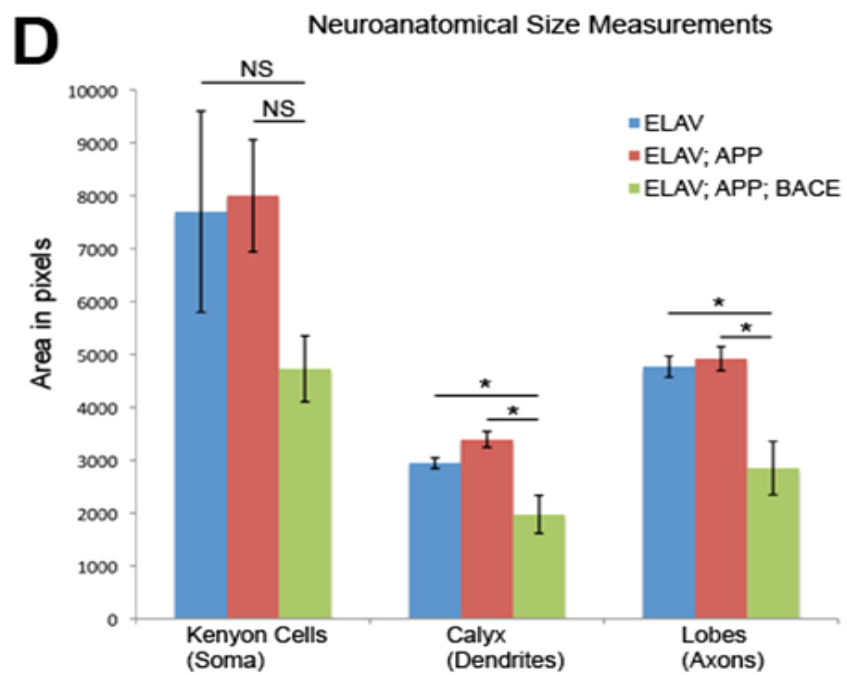 D
Neuroanatomical Size Measurements
NS
NS
ELAV
ELAV; APP
ELAV; APP; BACE
Area in pixels
10000
9000
8000
7000
6000
5000
4000
3000
2000
1000
0
*
*
*
*
Kenyon Cells
(Soma)
Calyx
(Dendrites)
Lobes
(Axons)